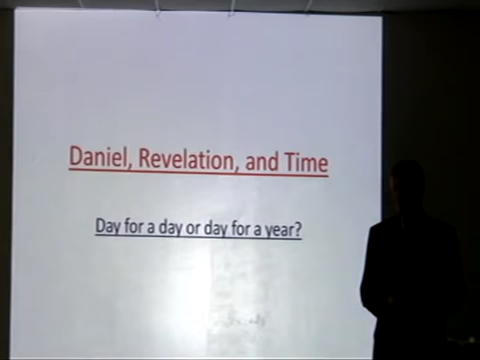 Daniel, Revelation, and Time
Day for a day or day for a year?